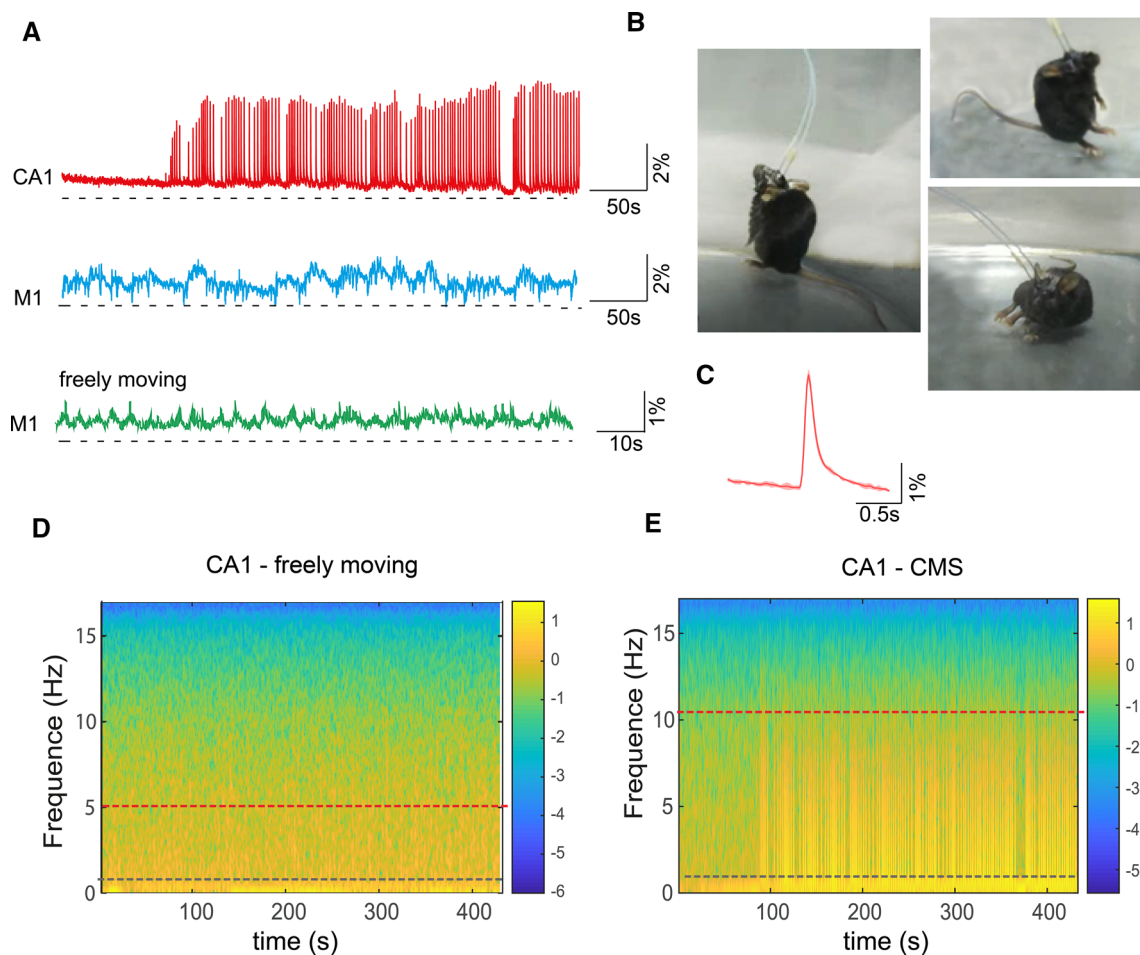 A
CA1
2%
50s
M1
2%
50s
freely moving
M1
1%
10s
B
C
1%
0.5s
D
CA1 - freely moving
Frequence (Hz)
15
10
5
0
100
200
300
400
time (s)
1
0
-1
-2
-3
-4
-5
-6
E
CA1 - CMS
Frequence (Hz)
15
10
5
0
100
200
300
400
time (s)
1
0
-1
-2
-3
-4
-5